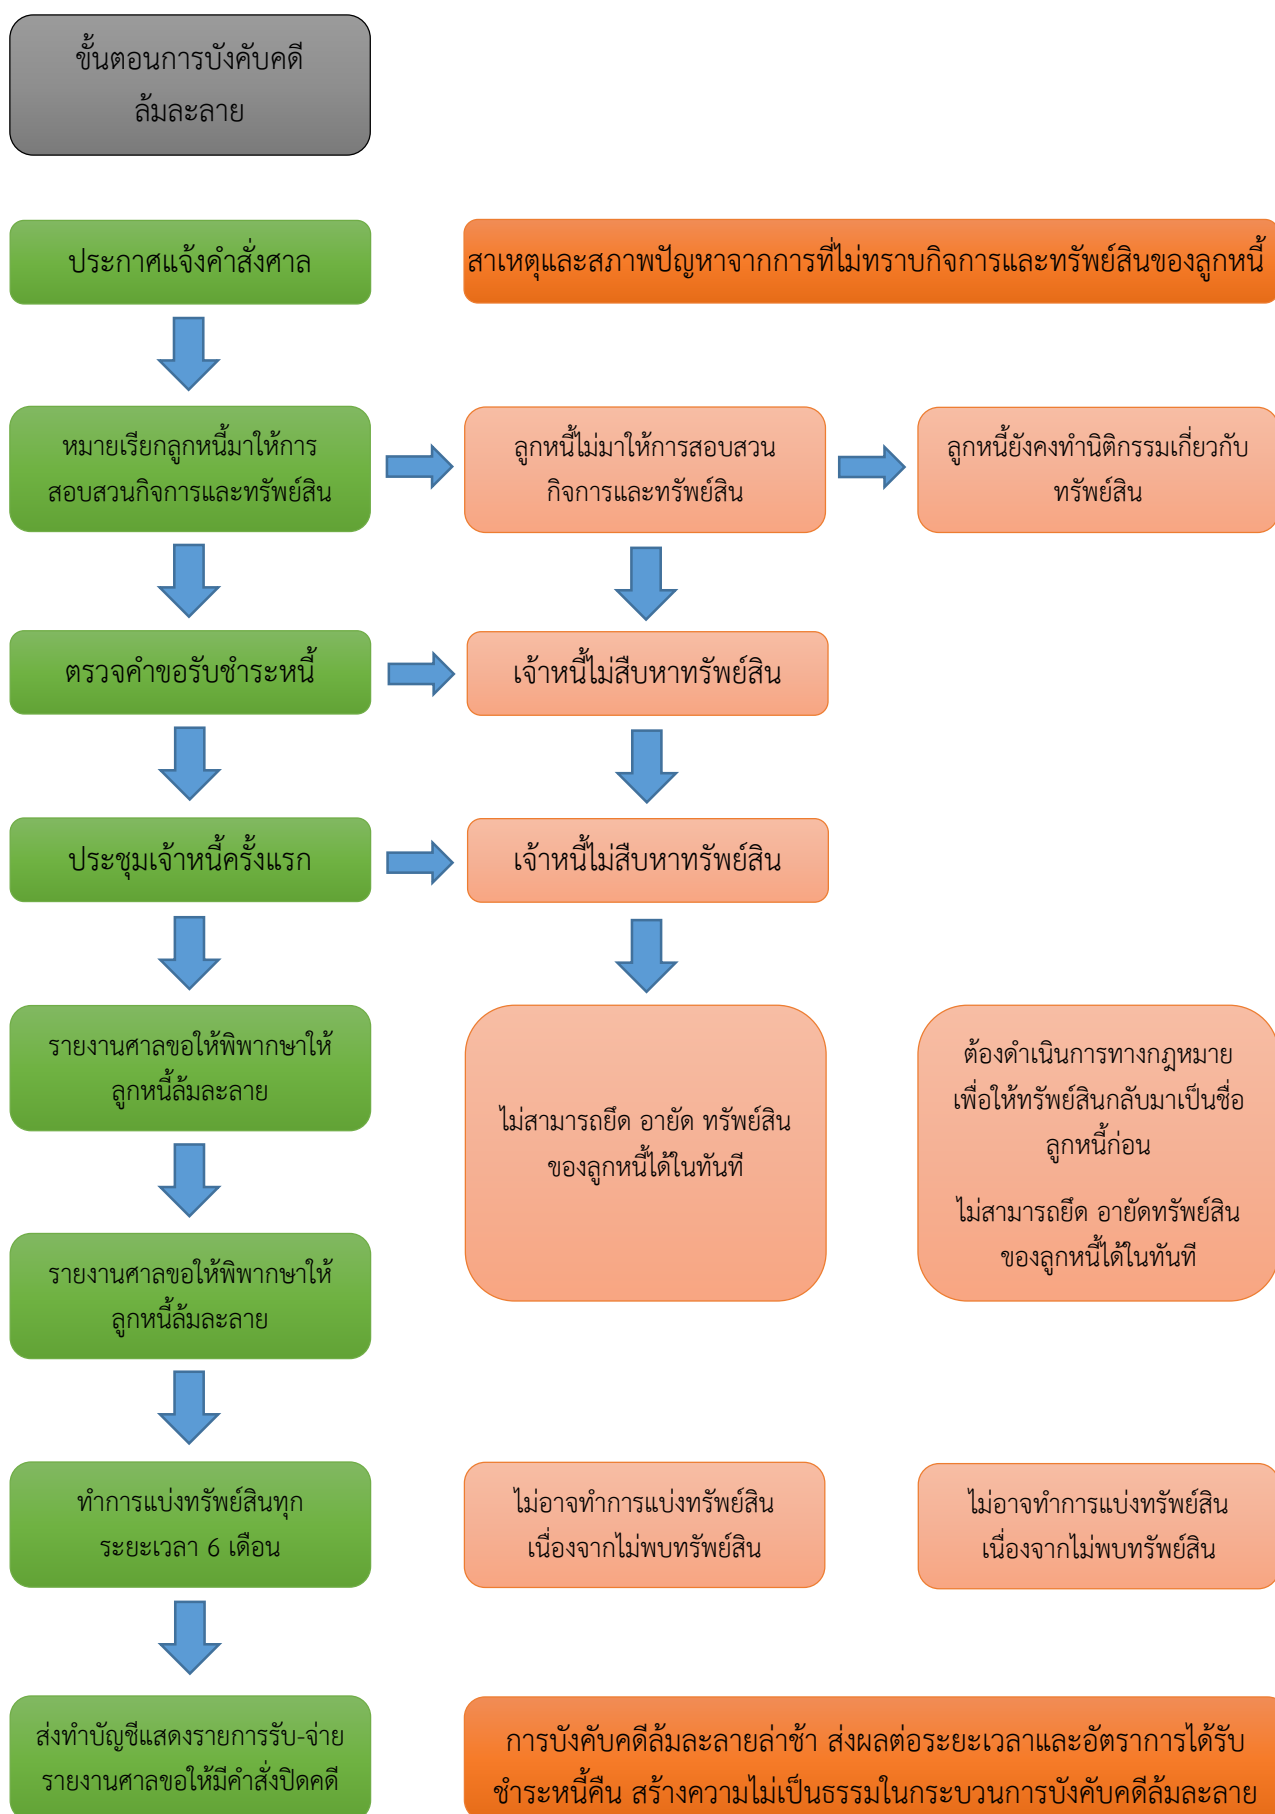 ขั้นตอนการบังคับคดี
ล้มละลาย
ประกาศแจ้งคำสั่งศาล
สาเหตุและสภาพปัญหาจากการที่ไม่ทราบกิจการและทรัพย์สินของลูกหนี้
หมายเรียกลูกหนี้มาให้การ
สอบสวนกิจการและทรัพย์สิน
ลูกหนี้ไม่มาให้การสอบสวน
กิจการและทรัพย์สิน
ลูกหนี้ยังคงทำนิติกรรมเกี่ยวกับ
ทรัพย์สิน
ตรวจคำขอรับชำระหนี้
เจ้าหนี้ไม่สืบหาทรัพย์สิน
ประชุมเจ้าหนี้ครั้งแรก
เจ้าหนี้ไม่สืบหาทรัพย์สิน
รายงานศาลขอให้พิพากษาให้
ลูกหนี้ล้มละลาย
ไม่สามารถยึด อายัด ทรัพย์สิน
ของลูกหนี้ได้ในทันที
ต้องดำเนินการทางกฎหมาย
เพื่อให้ทรัพย์สินกลับมาเป็นชื่อ
ลูกหนี้ก่อน
ไม่สามารถยึด อายัดทรัพย์สิน
ของลูกหนี้ได้ในทันที
รายงานศาลขอให้พิพากษาให้
ลูกหนี้ล้มละลาย
ทำการแบ่งทรัพย์สินทุก
ระยะเวลา 6 เดือน
ไม่อาจทำการแบ่งทรัพย์สิน
เนื่องจากไม่พบทรัพย์สิน
ไม่อาจทำการแบ่งทรัพย์สิน
เนื่องจากไม่พบทรัพย์สิน
ส่งทำบัญชีแสดงรายการรับ-จ่าย
รายงานศาลขอให้มีคำสั่งปิดคดี
การบังคับคดีล้มละลายล่าช้า ส่งผลต่อระยะเวลาและอัตราการได้รับ
ชำระหนี้คืน สร้างความไม่เป็นธรรมในกระบวนการบังคับคดีล้มละลาย